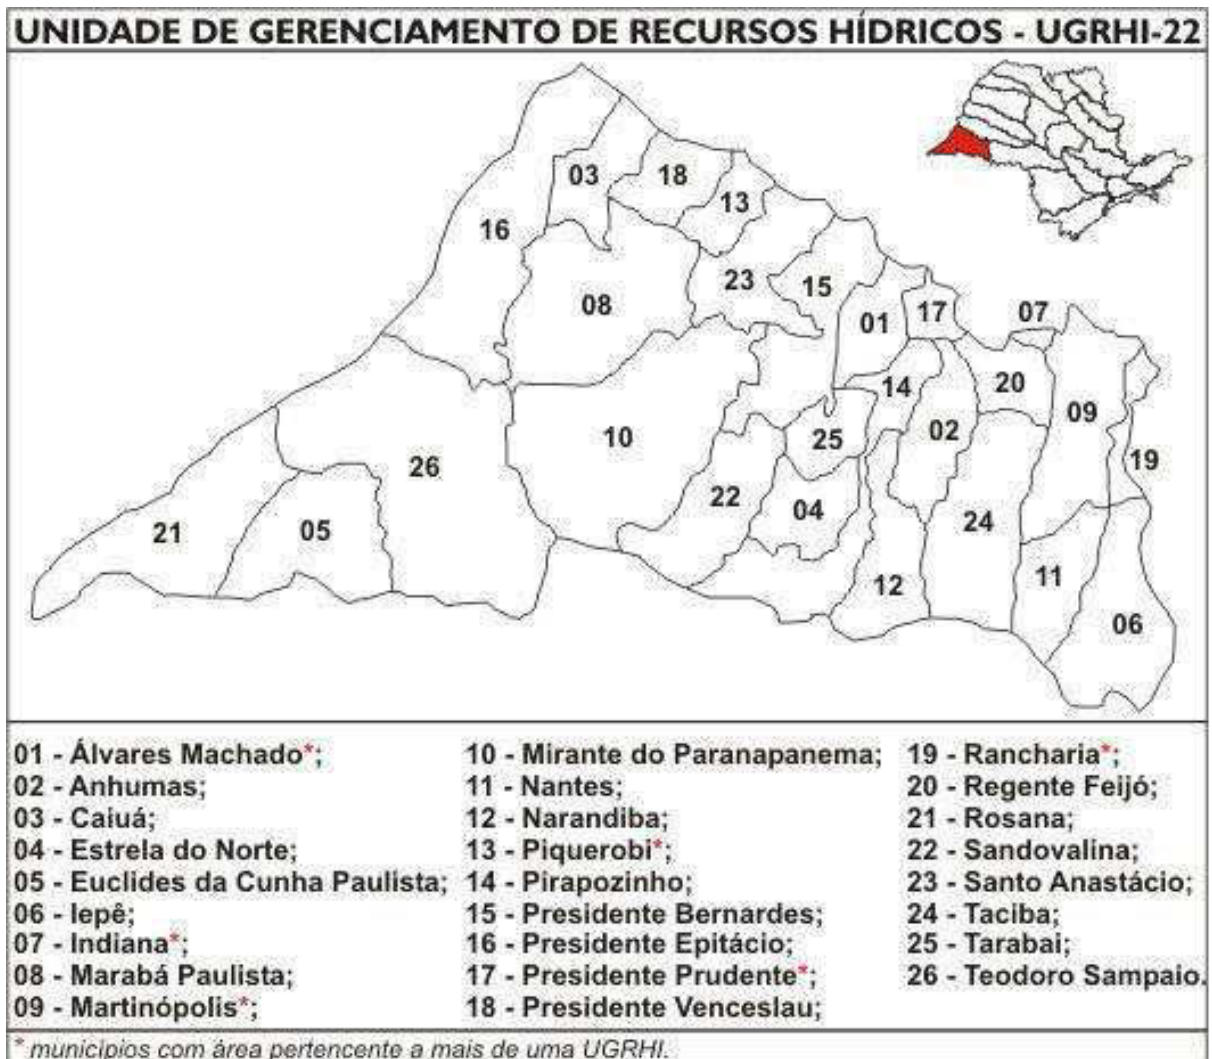 UNIDADE DE GERENCIAMENTO DE RECURSOS HÍDRICOS - UGRHI-22
03
18
13
16
23
15
08
01
17
07
14
20
09
10
25
02
26
19
22
04
24
21
05
12
11
06
01 - Álvares Machado*;
02 - Anhumas;
03 - Caiuá;
04 - Estrela do Norte;
05 - Euclides da Cunha Paulista;
06 - Iepê;
07 - Indiana*;
08 - Marabá Paulista;
09 - Martinópolis*;
10 - Mirante do Paranapanema;
11 - Nantes;
12 - Narandiba;
13 - Piquerobi*;
14 - Pirapozinho;
15 - Presidente Bernardes;
16 - Presidente Epitácio;
17 - Presidente Prudente*;
18 - Presidente Venceslau;
19 - Rancharia*;
20 - Regente Feijó;
21 - Rosana;
22 - Sandovalina;
23 - Santo Anastácio;
24 - Taciba;
25 - Tarabai;
26 - Teodoro Sampaio.
* municípios com área pertencente a mais de uma UGRHI.